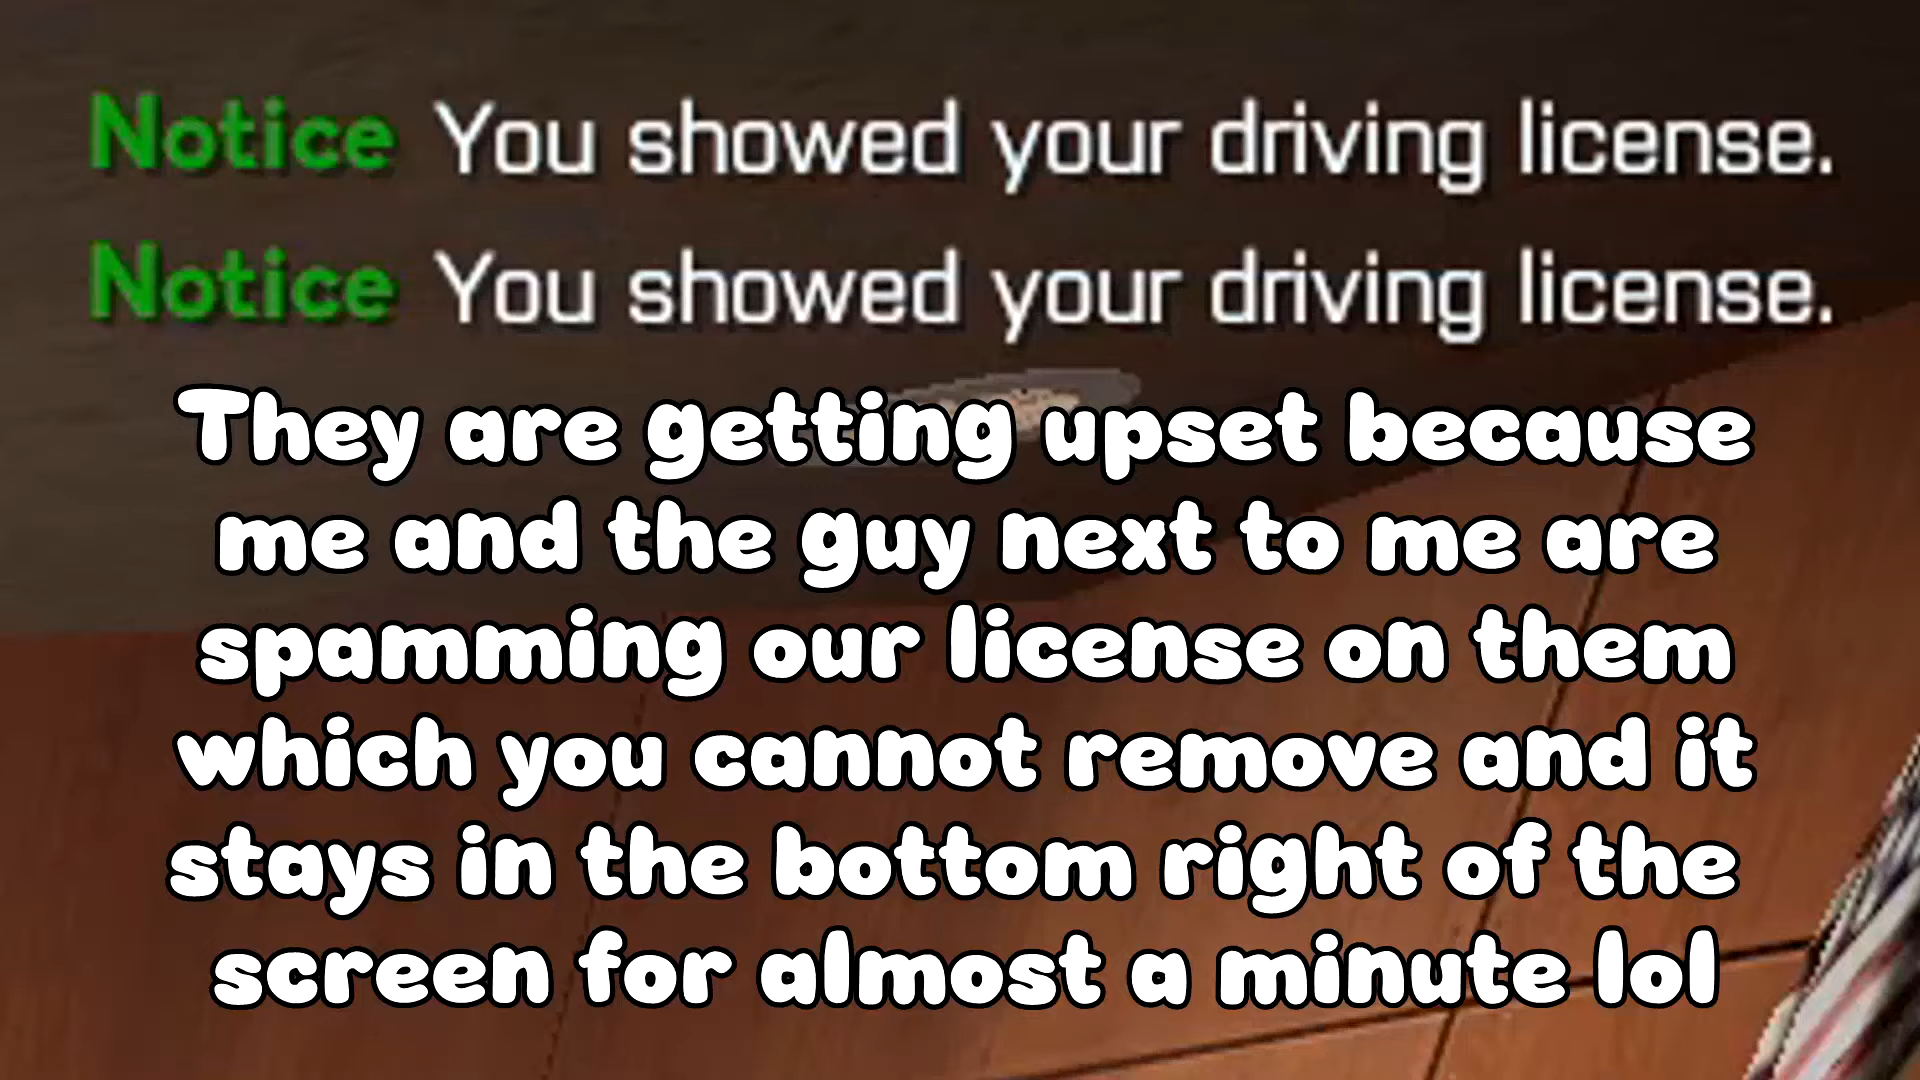 Notice You showed your driving license.
Notice You showed your driving license.
They are getting upset because
me and the guy next to me are
spamming our license on them
which you cannot remove and it
stays in the bottom right of the
screen for almost a minute lol